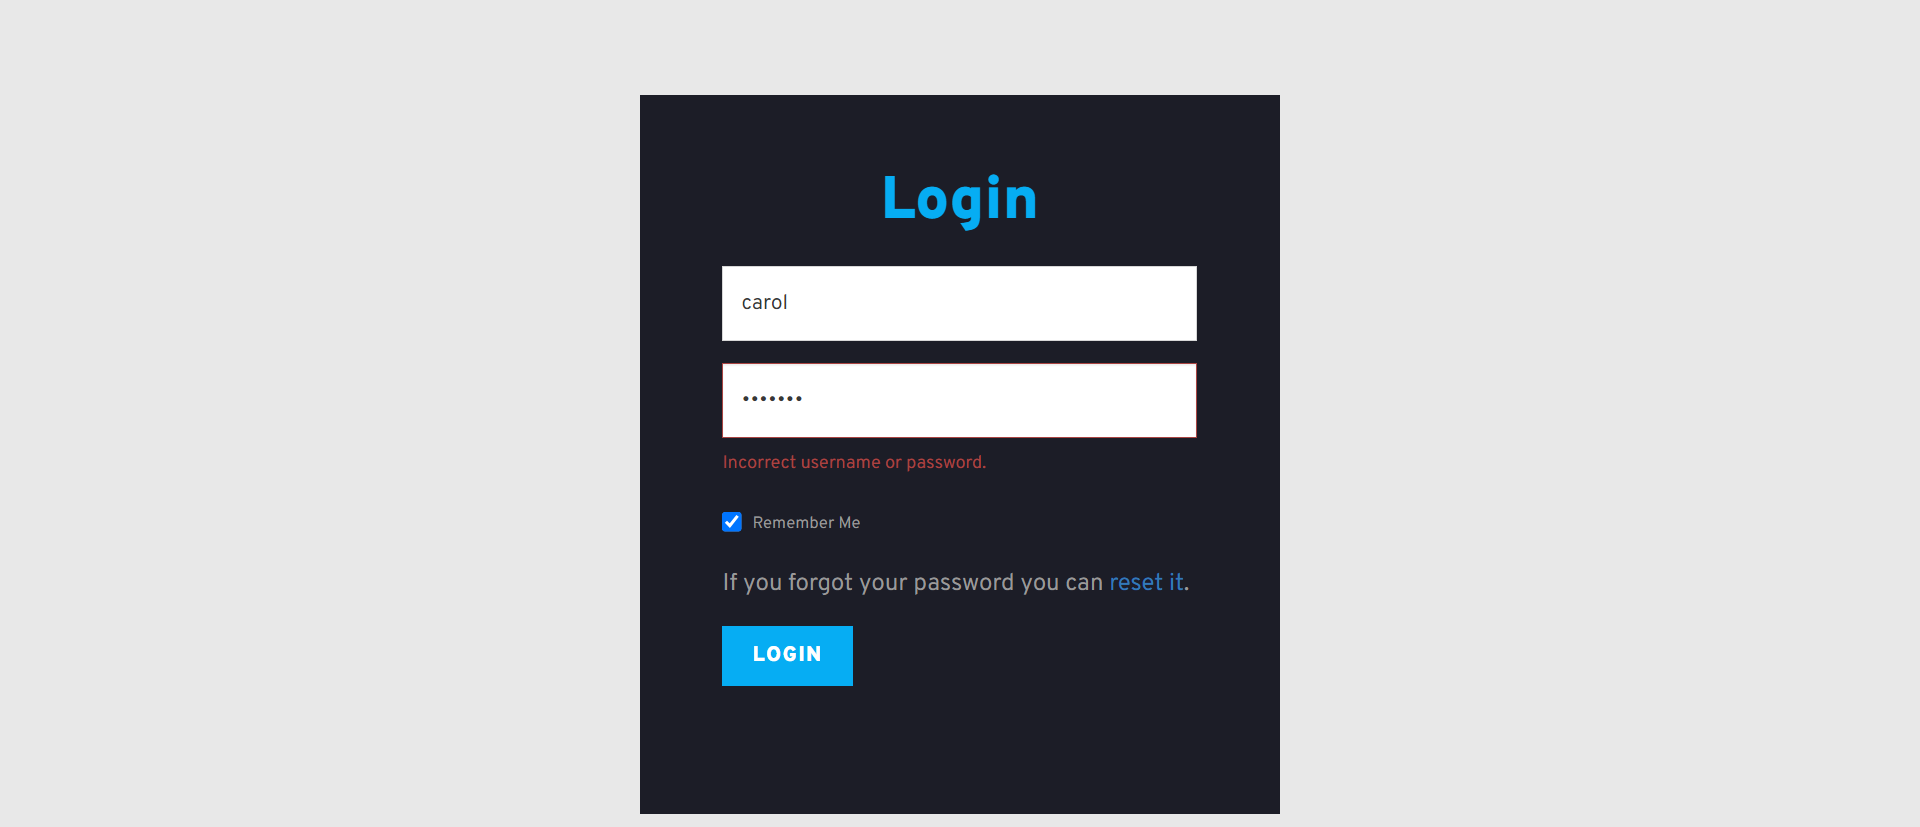 Login
carol
•••••••
Incorrect username or password.
Remember Me
If you forgot your password you can reset it.
LOGIN